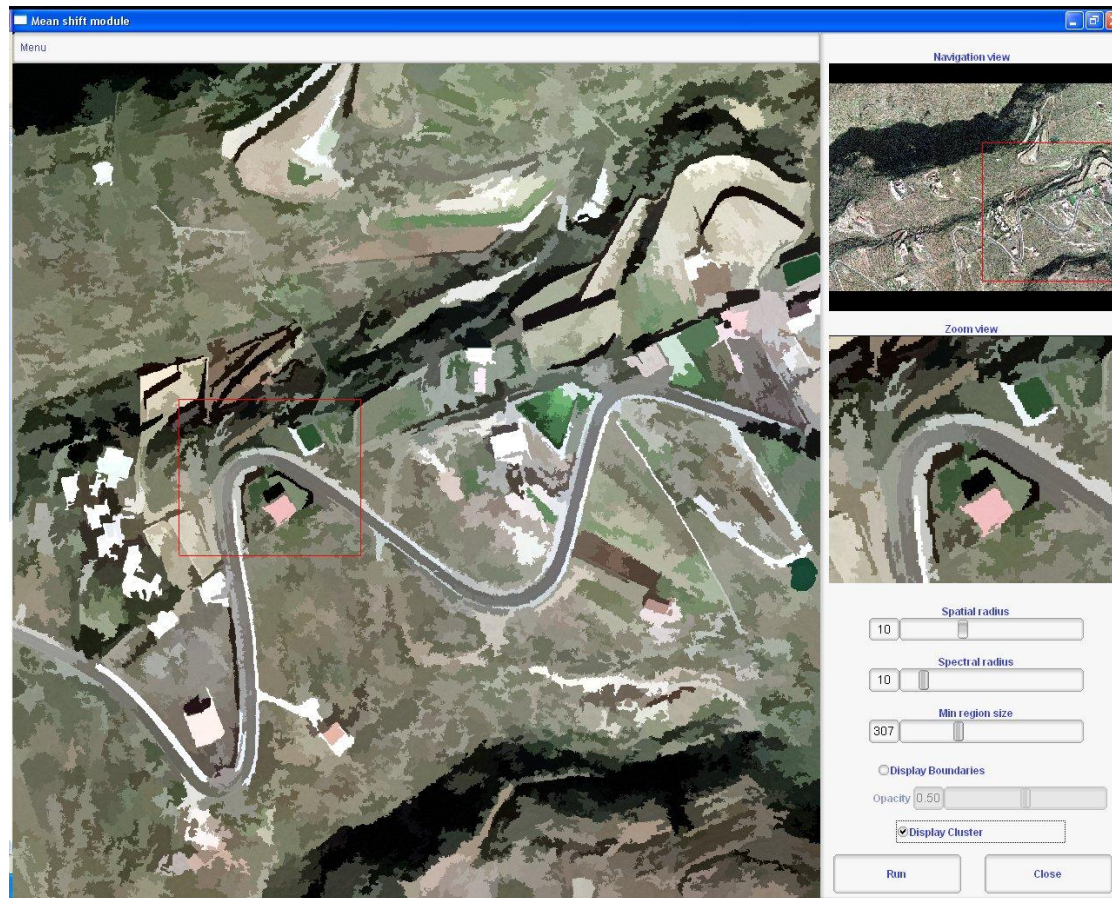 Mean shift module
Menu
Navigation view
Zoom view
Spatial radius
10
Spectral radius
10
Min region size
307
Display Boundaries
Opacity 0.50
Display Cluster
Run Close